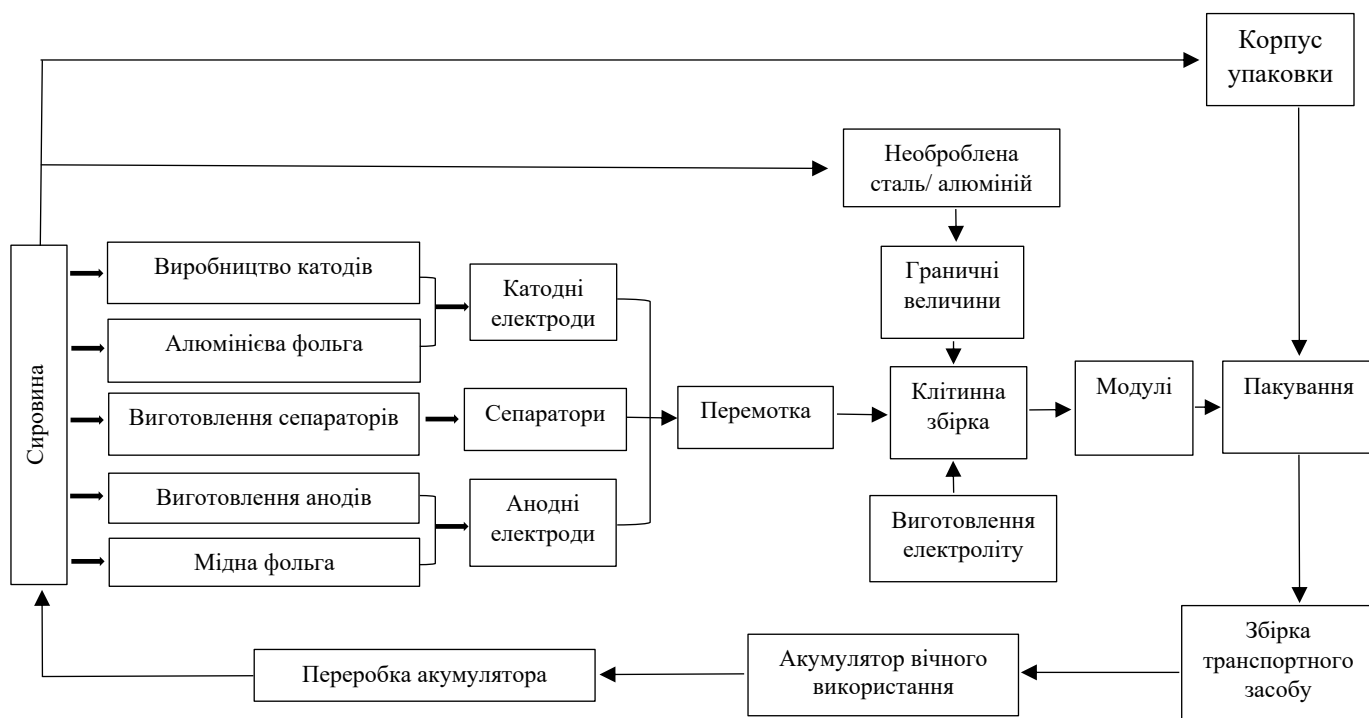 Корпус
упаковки
Необроблена
сталь/ алюміній
Сировина
Виробництво катодів
Катодні
електроди
Граничні
величини
Алюмінієва фольга
Виготовлення сепараторів
Сепаратори
Перемотка
Клітинна
збірка
Модулі
Пакування
Виготовлення анодів
Анодні
електроди
Виготовлення
електроліту
Мідна фольга
Збірка
транспортного
засобу
Акумулятор вічного
використання
Переробка акумулятора